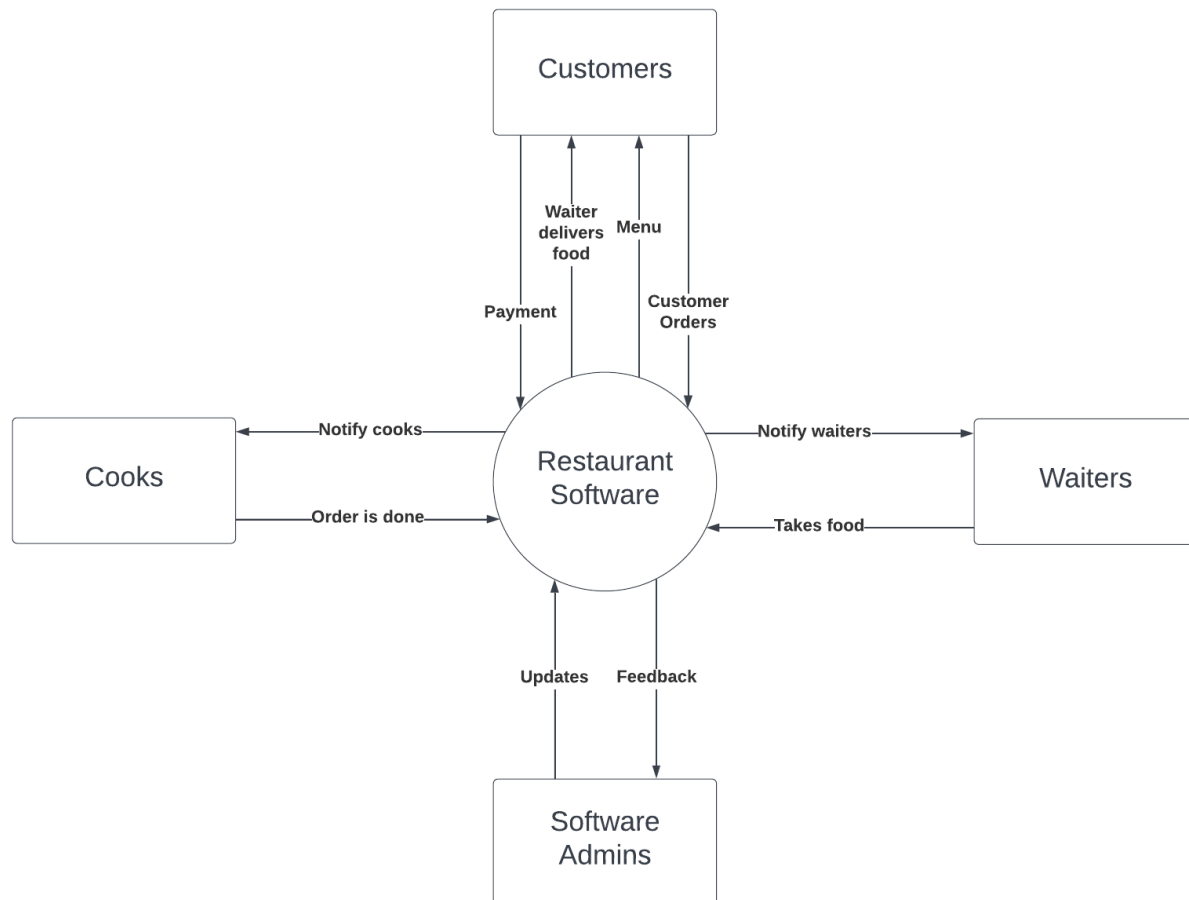 Customers
Waiter
delivers
food
Menu
Payment
Customer
Orders
Notify cooks
Notify waiters
Cooks
Restaurant
Software
Waiters
Order is done
Takes food
Updates
Feedback
Software
Admins